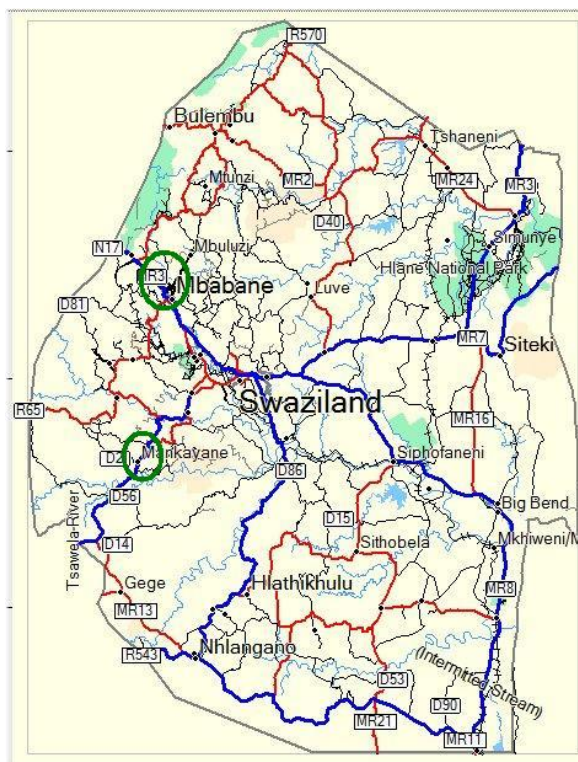 R570
Bulembu
Tshaneni
MR2
MR24
Mtunzi
MR3
D40
N17
Mbuluzi
Simunye
Hlane National Park
MR3
Mbabane
Luve
D81
MR7
Siteki
Swaziland
R65
MR16
Mankayane
Siphofaneni
D2
D86
D56
Big Bend
D15
Tsawela-River
Sithobela
Mkhiweni/M
D14
Gege
Hlathikhulu
MR8
MR13
R543
Nhlangano
(Intermitted Stream)
D53
D90
MR21
MR11